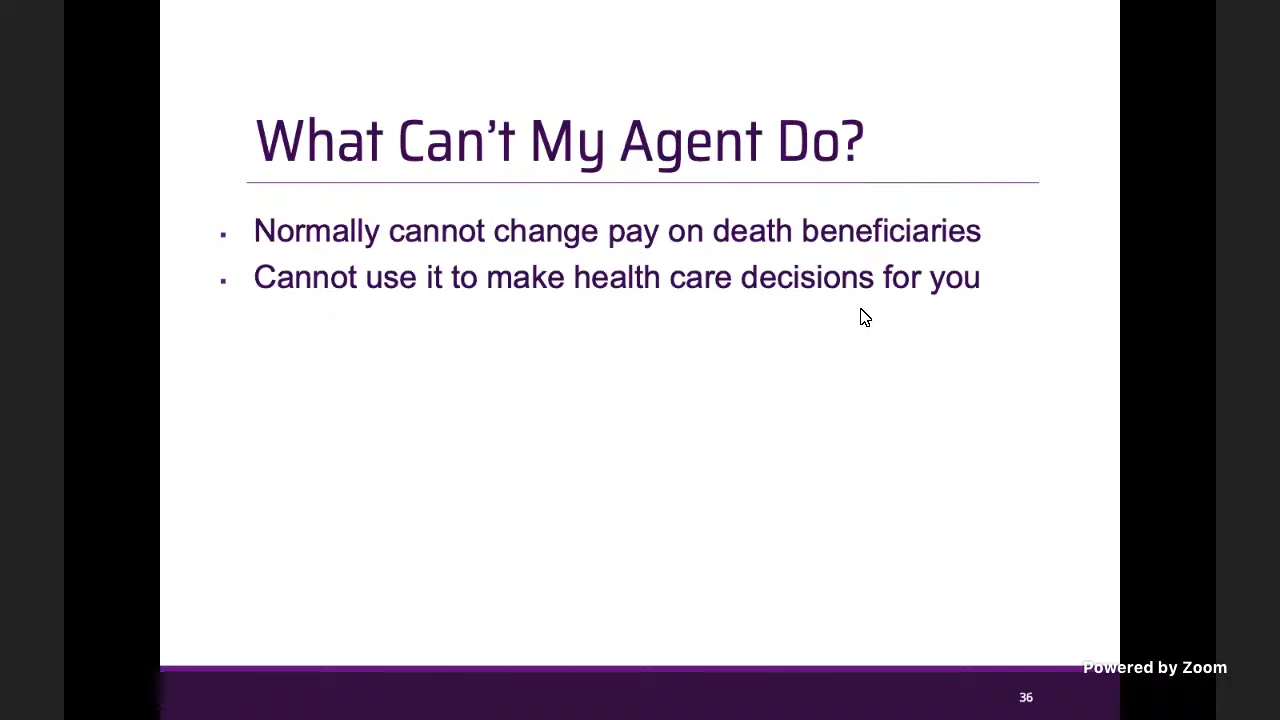 What Can’t My Agent Do?
▪ Normally cannot change pay on death beneficiaries
▪ Cannot use it to make health care decisions for you
Powered by Zoom
36